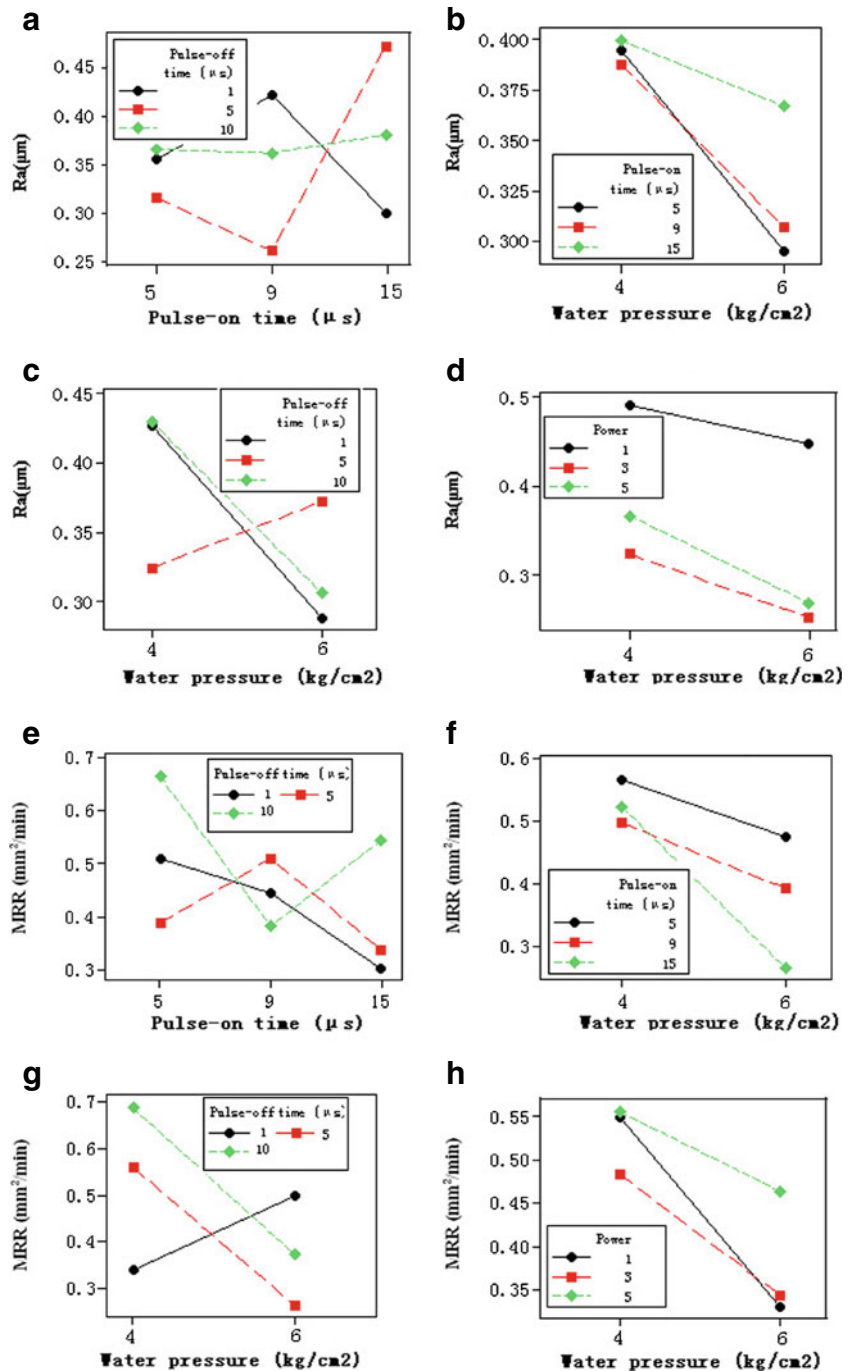 a
Pulse-off
time (μs)
1
5
10
0.45
0.40
0.35
0.30
0.25
Ra(μm)
5 9 15
Pulse-on time (μs)
b
0.400
0.375
0.350
0.325
0.300
Ra(μm)
Pulse-on
time (μs)
5
9
15
4 6
Water pressure (kg/cm2)
c
0.45
0.40
0.35
0.30
Ra(μm)
Pulse-off
time (μs)
1
5
10
4 6
Water pressure (kg/cm2)
d
0.5
0.4
0.3
Ra(μm)
Power
1
3
5
4 6
Water pressure (kg/cm2)
e
0.7
0.6
0.5
0.4
0.3
MRR (mm²/min)
Pulse-off time (μs)
1 5
10
5 9 15
Pulse-on time (μs)
f
0.6
0.5
0.4
0.3
MRR (mm²/min)
Pulse-on
time (μs)
5
9
15
4 6
Water pressure (kg/cm2)
g
0.7
0.6
0.5
0.4
0.3
MRR (mm²/min)
Pulse-off time (μs)
1 5
10
4 6
Water pressure (kg/cm2)
h
0.55
0.50
0.45
0.40
0.35
MRR (mm²/min)
Power
1
3
5
4 6
Water pressure (kg/cm2)